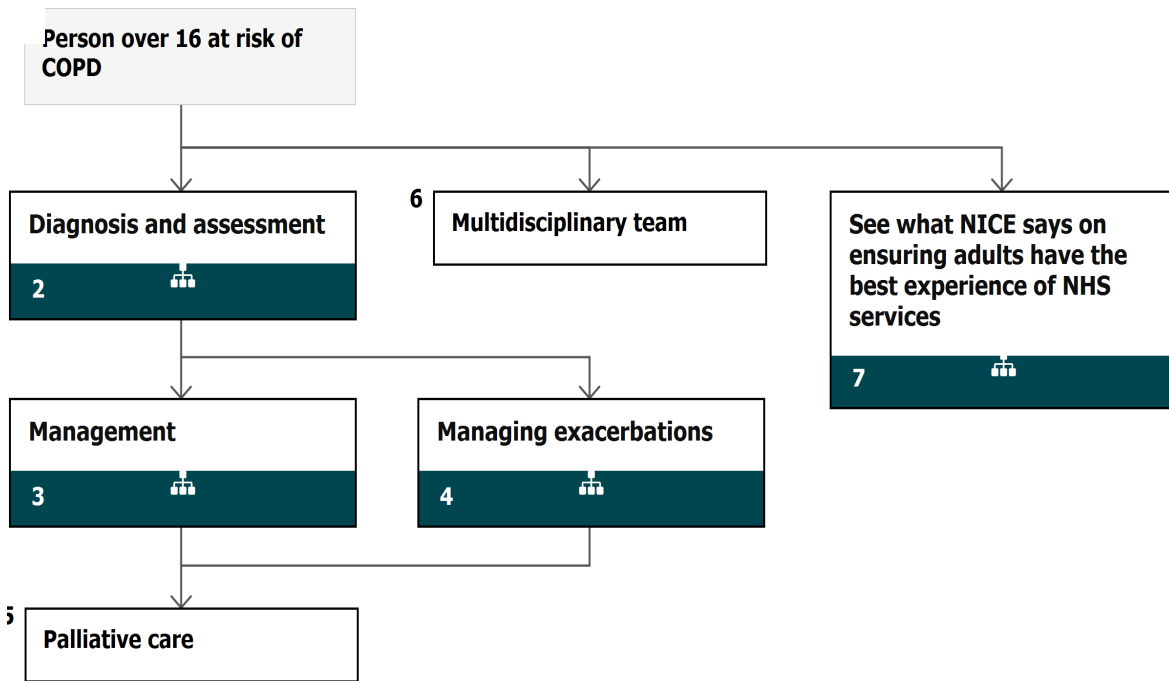 Person over 16 at risk of
COPD
Diagnosis and assessment
2
6
Multidisciplinary team
See what NICE says on
ensuring adults have the
best experience of NHS
services
7
Management
3
Managing exacerbations
4
5
Palliative care